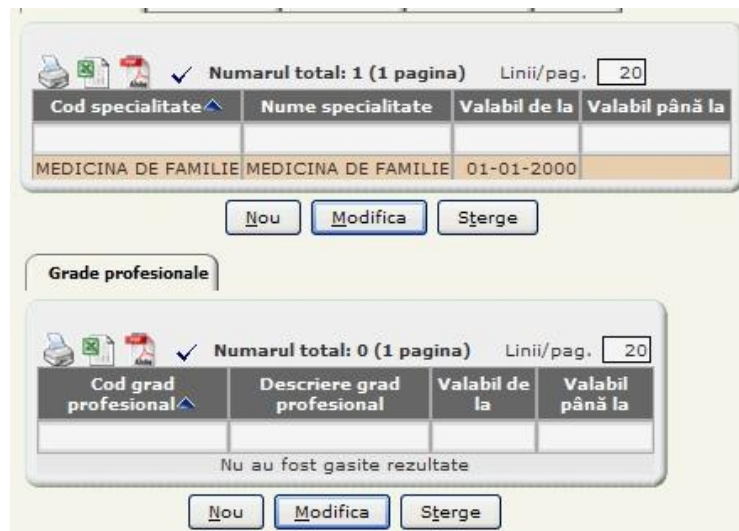 Numarul total: 1 (1 pagina) Linii/pag. 20
Cod specialitate Nume specialitate Valabil de la Valabil până la
MEDICINA DE FAMILIE MEDICINA DE FAMILIE 01-01-2000
Nou Modifica Sterge
Grade profesionale
Numarul total: 0 (1 pagina) Linii/pag. 20
Cod grad profesional Descriere grad profesional Valabil de la Valabil până la
Nu au fost gasite rezultate
Nou Modifica Sterge